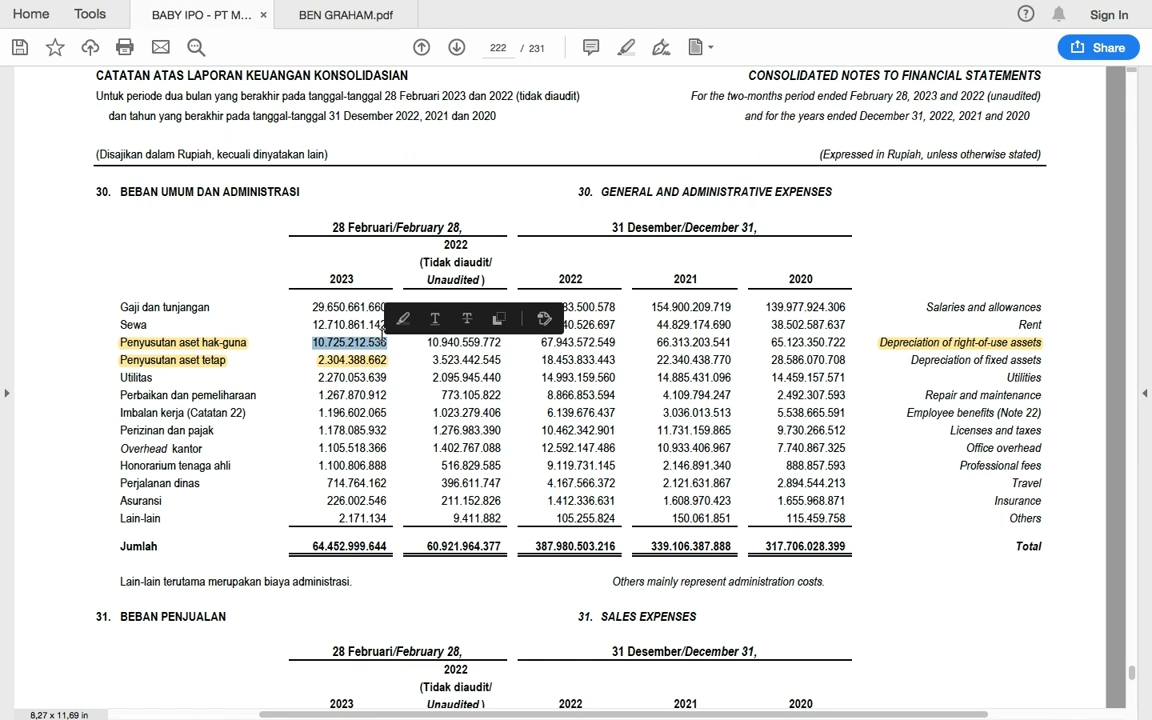 Home Tools BABY IPO - PT M... × BEN GRAHAM.pdf Sign In
222 / 231 Share
CATATAN ATAS LAPORAN KEUANGAN KONSOLIDASIAN CONSOLIDATED NOTES TO FINANCIAL STATEMENTS
Untuk periode dua bulan yang berakhir pada tanggal-tanggal 28 Februari 2023 dan 2022 (tidak diaudit) For the two-months period ended February 28, 2023 and 2022 (unaudited)
dan tahun yang berakhir pada tanggal-tanggal 31 Desember 2022, 2021 dan 2020 and for the years ended December 31, 2022, 2021 and 2020
(Disajikan dalam Rupiah, kecuali dinyatakan lain) (Expressed in Rupiah, unless otherwise stated)
30. BEBAN UMUM DAN ADMINISTRASI 30. GENERAL AND ADMINISTRATIVE EXPENSES
28 Februari/February 28, 31 Desember/December 31,
2022
(Tidak diaudit/
2023 Unaudited) 2022 2021 2020
Gaji dan tunjangan 29.650.661.660 83.500.578 154.900.209.719 139.977.924.306 Salaries and allowances
Sewa 12.710.861.142 40.526.697 44.829.174.690 38.502.587.637 Rent
Penyusutan aset hak-guna 10.725.212.536 10.940.559.772 67.943.572.549 66.313.203.541 65.123.350.722 Depreciation of right-of-use assets
Penyusutan aset tetap 2.304.388.662 3.523.442.545 18.453.833.443 22.340.438.770 28.586.070.708 Depreciation of fixed assets
Utilitas 2.270.053.639 2.095.945.440 14.993.159.560 14.885.431.096 14.459.157.571 Utilities
Perbaikan dan pemeliharaan 1.267.870.912 773.105.822 8.866.853.594 4.109.794.247 2.492.307.593 Repair and maintenance
Imbalan kerja (Catatan 22) 1.196.602.065 1.023.279.406 6.139.676.437 3.036.013.513 5.538.665.591 Employee benefits (Note 22)
Perizinan dan pajak 1.178.085.932 1.276.983.390 10.462.342.901 11.731.159.865 9.730.266.512 Licenses and taxes
Overhead kantor 1.105.518.366 1.402.767.088 12.592.147.486 10.933.406.967 7.740.867.325 Office overhead
Honorarium tenaga ahli 1.100.806.888 516.829.585 9.119.731.145 2.146.891.340 888.857.593 Professional fees
Perjalanan dinas 714.764.162 396.611.747 4.167.566.372 2.121.631.867 2.894.544.213 Travel
Asuransi 226.002.546 211.152.826 1.412.336.631 1.608.970.423 1.655.968.871 Insurance
Lain-lain 2.171.134 9.411.882 105.255.824 150.061.851 115.459.758 Others
Jumlah 64.452.999.644 60.921.964.377 387.980.503.216 339.106.387.888 317.706.028.399 Total
Lain-lain terutama merupakan biaya administrasi. Others mainly represent administration costs.
31. BEBAN PENJUALAN 31. SALES EXPENSES
28 Februari/February 28, 31 Desember/December 31,
2022
(Tidak diaudit/
2023 Unaudited) 2022 2021 2020
8,27 x 11,69 in